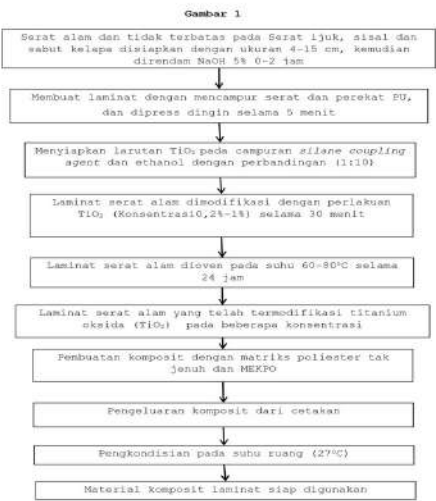 Gambar 1
Serat alam dan tidak terbatas pada Serat ijuk, sisal dan
sabut kelapa disiapkan dengan ukuran 4-15 cm, kemudian
direndam NaOH 5% 0-2 jam
Membuat laminat dengan mencampur serat dan perekat PU,
dan dipress dingin selama 5 menit
Menyiapkan larutan TiO₂ pada campuran silane coupling
agent dan ethanol dengan perbandingan (1:10)
Laminat serat alam dimodifikasi dengan perlakuan
TiO₂ (Konsentrasi0,2%-1%) selama 30 menit
Laminat serat alam dioven pada suhu 60-80°C selama
24 jam
Laminat serat alam yang telah termodifikasi titanium
oksida (TiO₂) pada beberapa konsentrasi
Pembuatan komposit dengan matriks poliester tak
jenuh dan MEKPO
Pengeluaran komposit dari cetakan
Pengkondisian pada suhu ruang (27°C)
Material komposit laminat siap digunakan